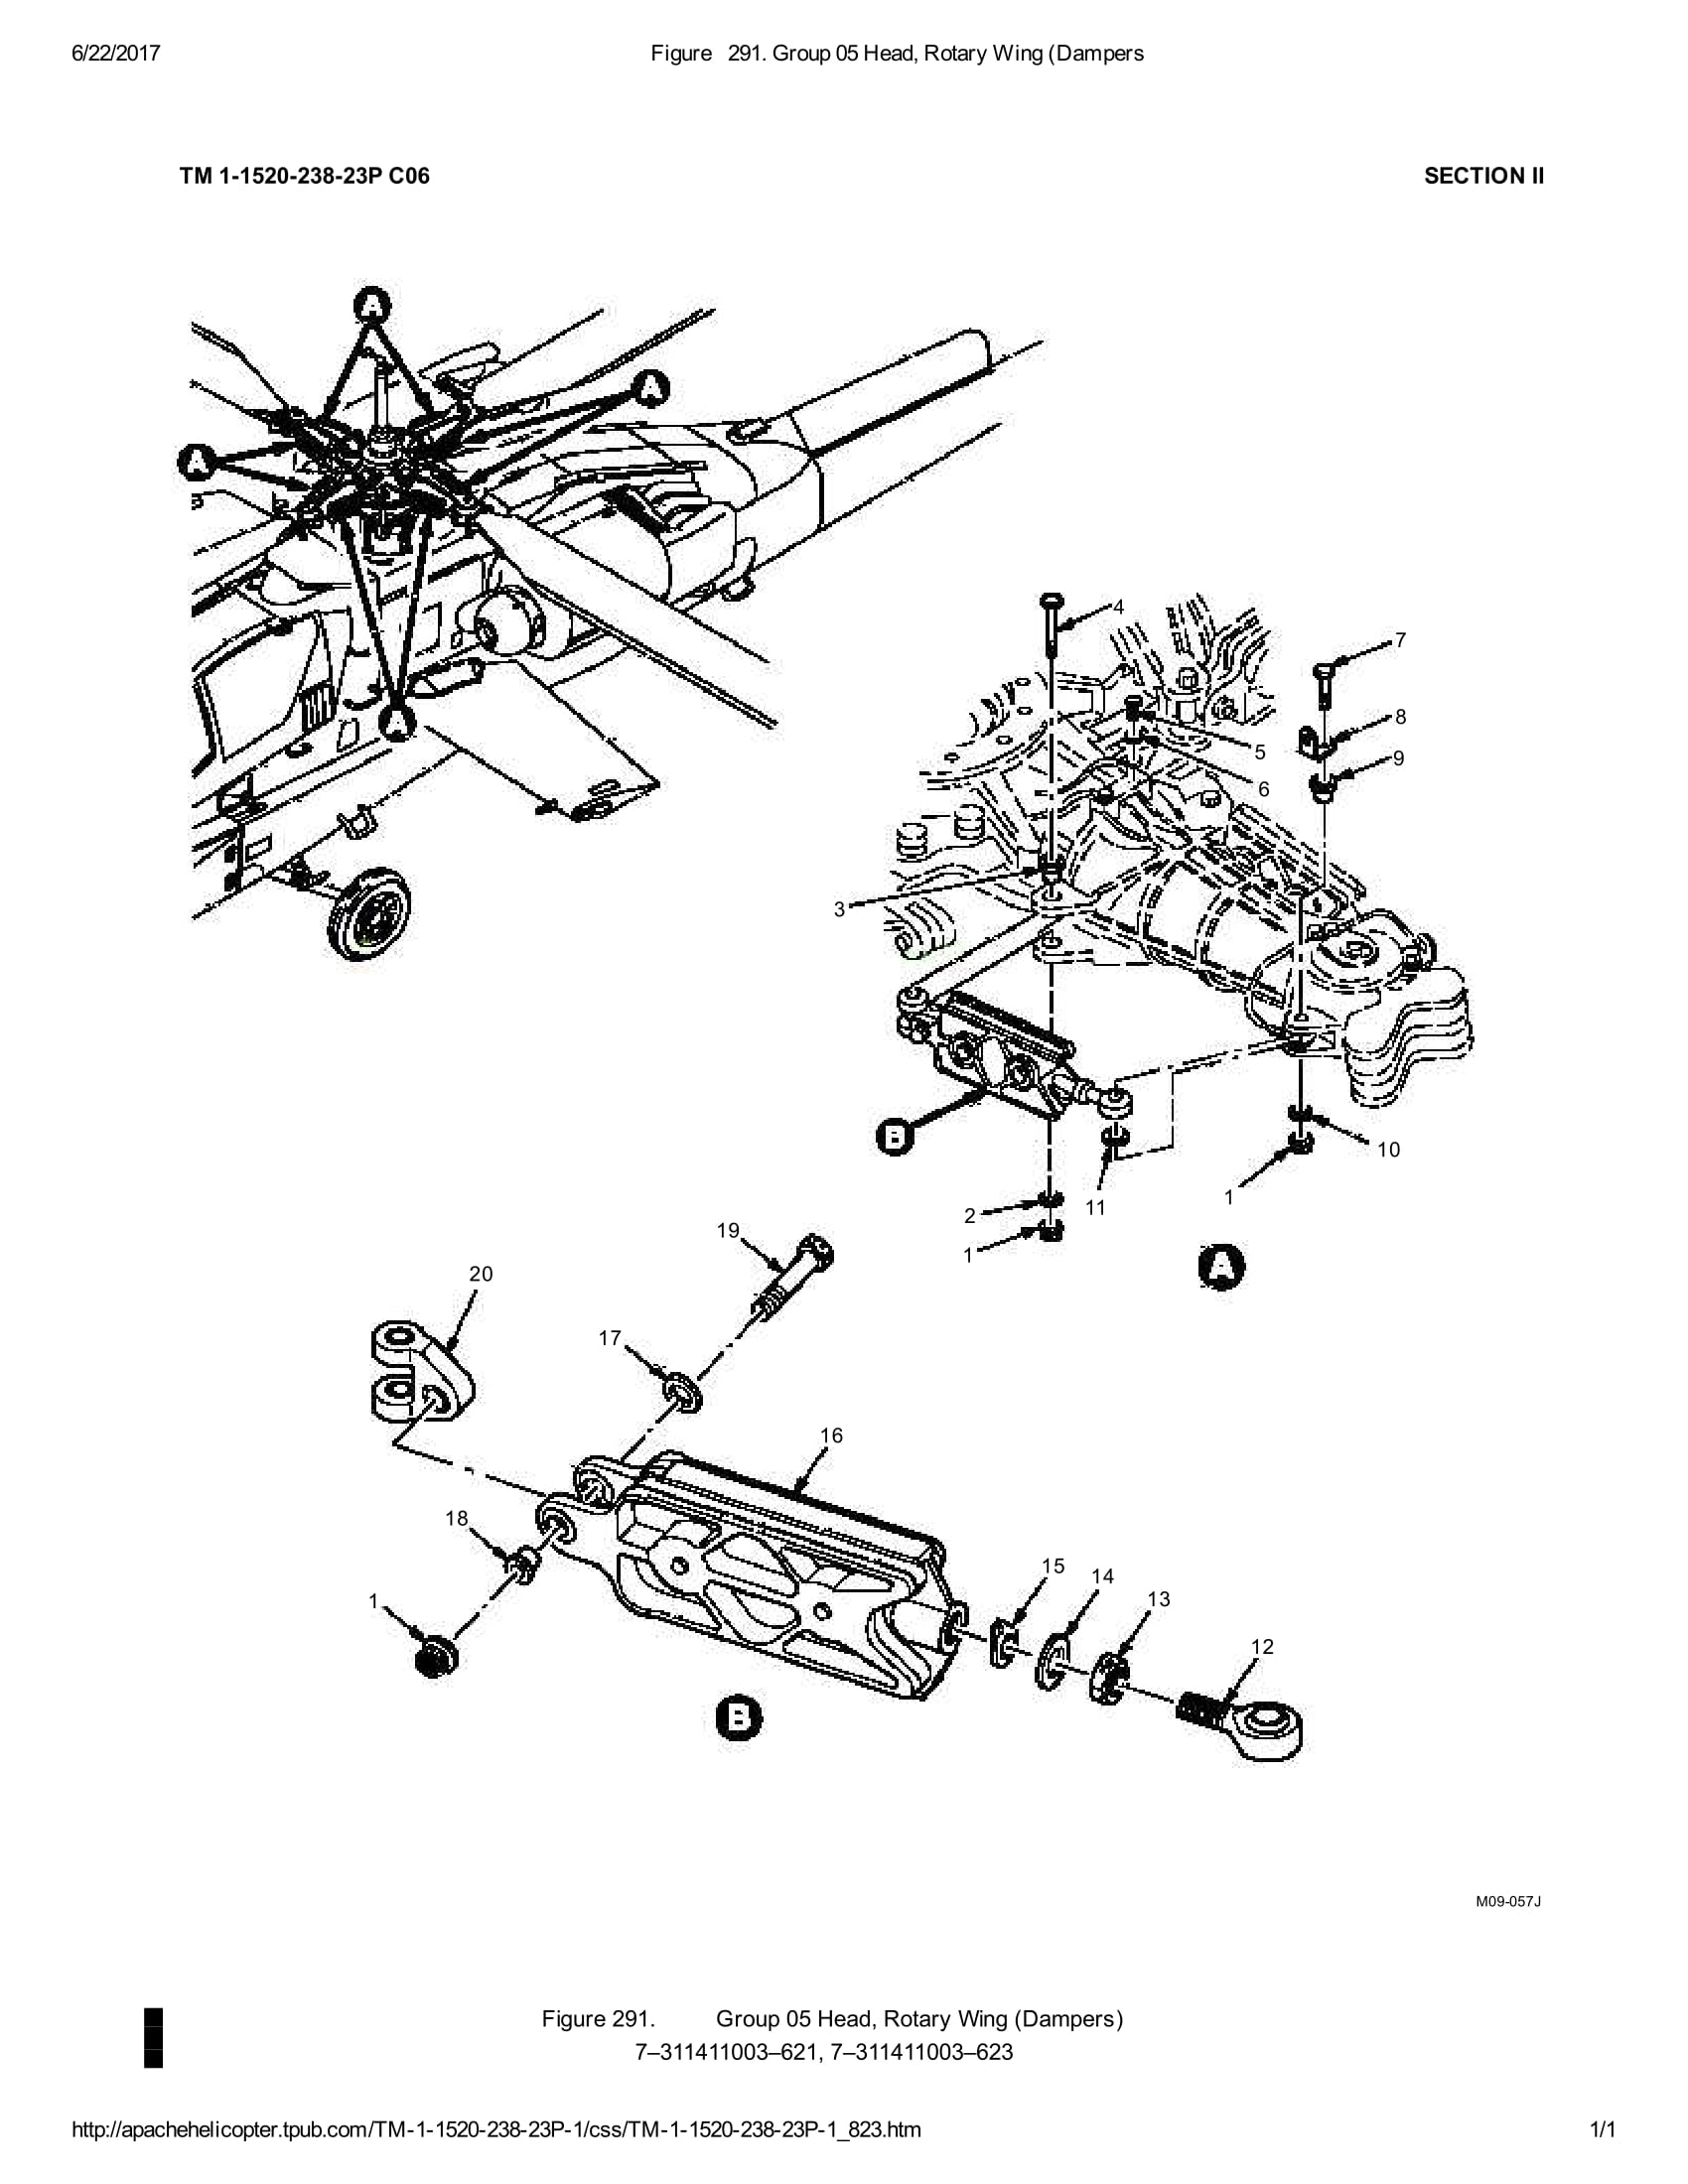 6/22/2017 Figure 291. Group 05 Head, Rotary Wing (Dampers
TM 1-1520-238-23P C06 SECTION II
A
A
A
A
4
7
8
5
9
6
3
B
10
11
1
2
1
A
19
20
17
16
18
15
14
13
1
12
B
M09-057J
Figure 291. Group 05 Head, Rotary Wing (Dampers)
7–311411003–621, 7–311411003–623
http://apachehelicopter.tpub.com/TM-1-1520-238-23P-1/css/TM-1-1520-238-23P-1_823.htm 1/1